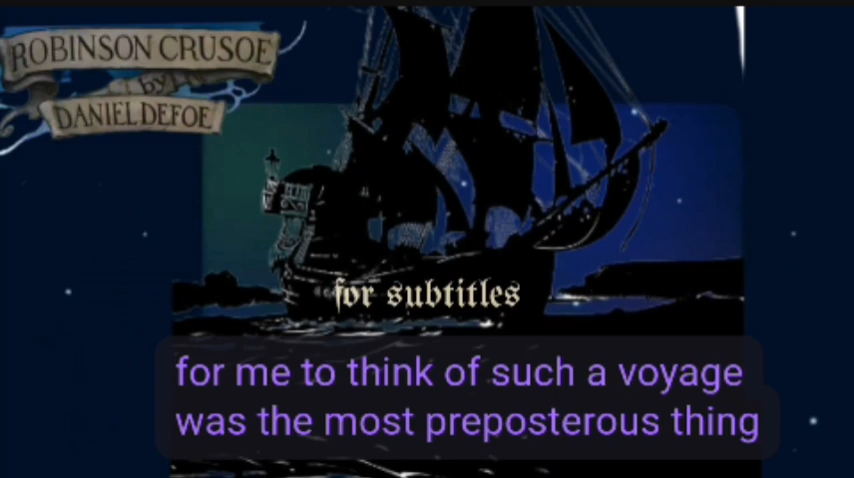 ROBINSON CRUSOE
by
DANIEL DEFOE
for subtitles
for me to think of such a voyage
was the most preposterous thing